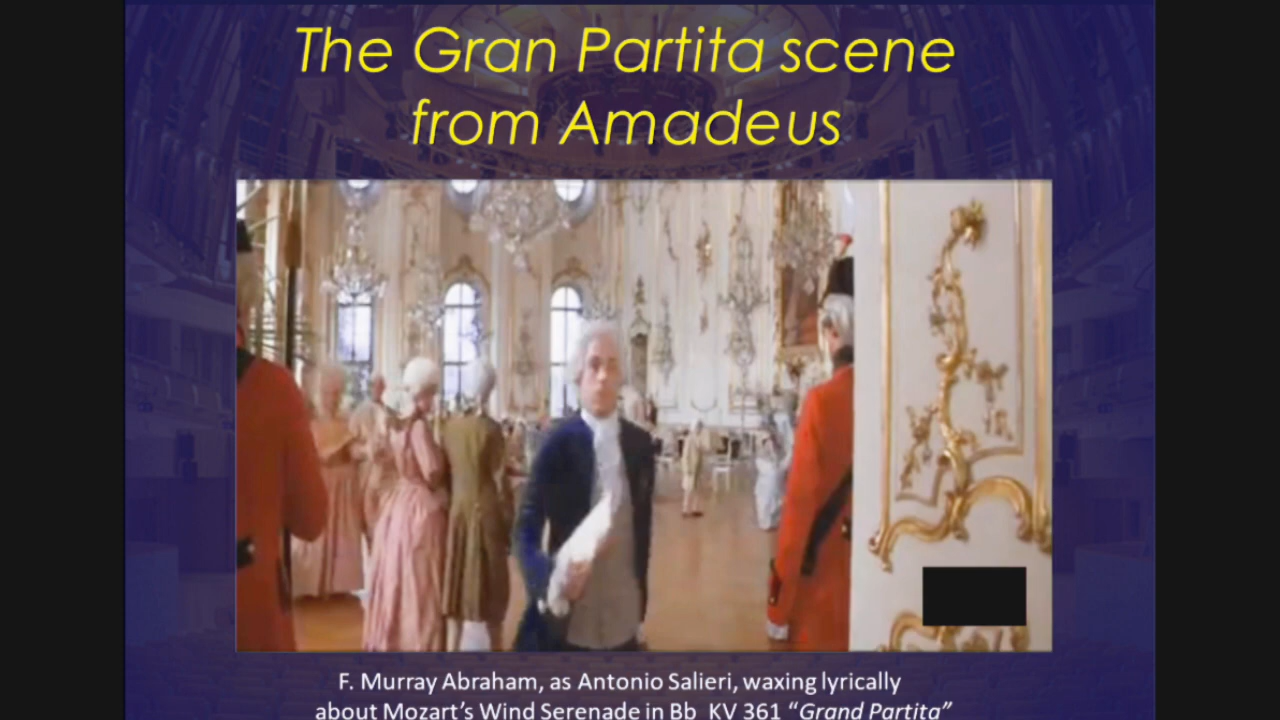 The Gran Partita scene
from Amadeus
F. Murray Abraham, as Antonio Salieri, waxing lyrically
about Mozart's Wind Serenade in Bb KV 361 “Grand Partita”